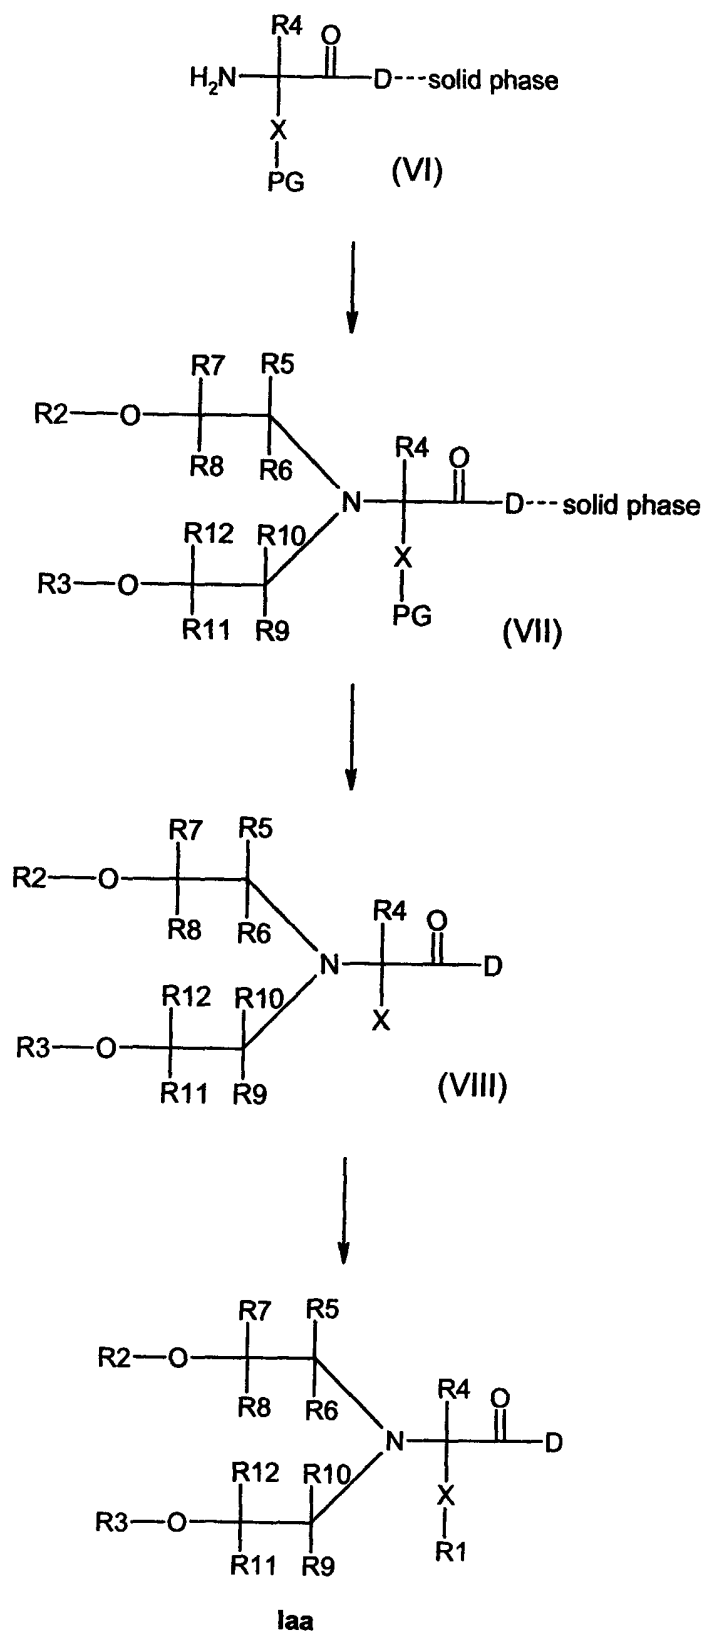 R4 O
H₂N D---solid phase
X
PG (VI)
R7 R5
R2 O
R8 R6 R4 O
N D---solid phase
R12 R10
R3 O X
R11 R9 PG (VII)
R7 R5
R2 O
R8 R6 R4 O
N D
R12 R10
R3 O X
R11 R9 (VIII)
R7 R5
R2 O
R8 R6 R4 O
N D
R12 R10
R3 O X
R11 R9 R1
Iaa